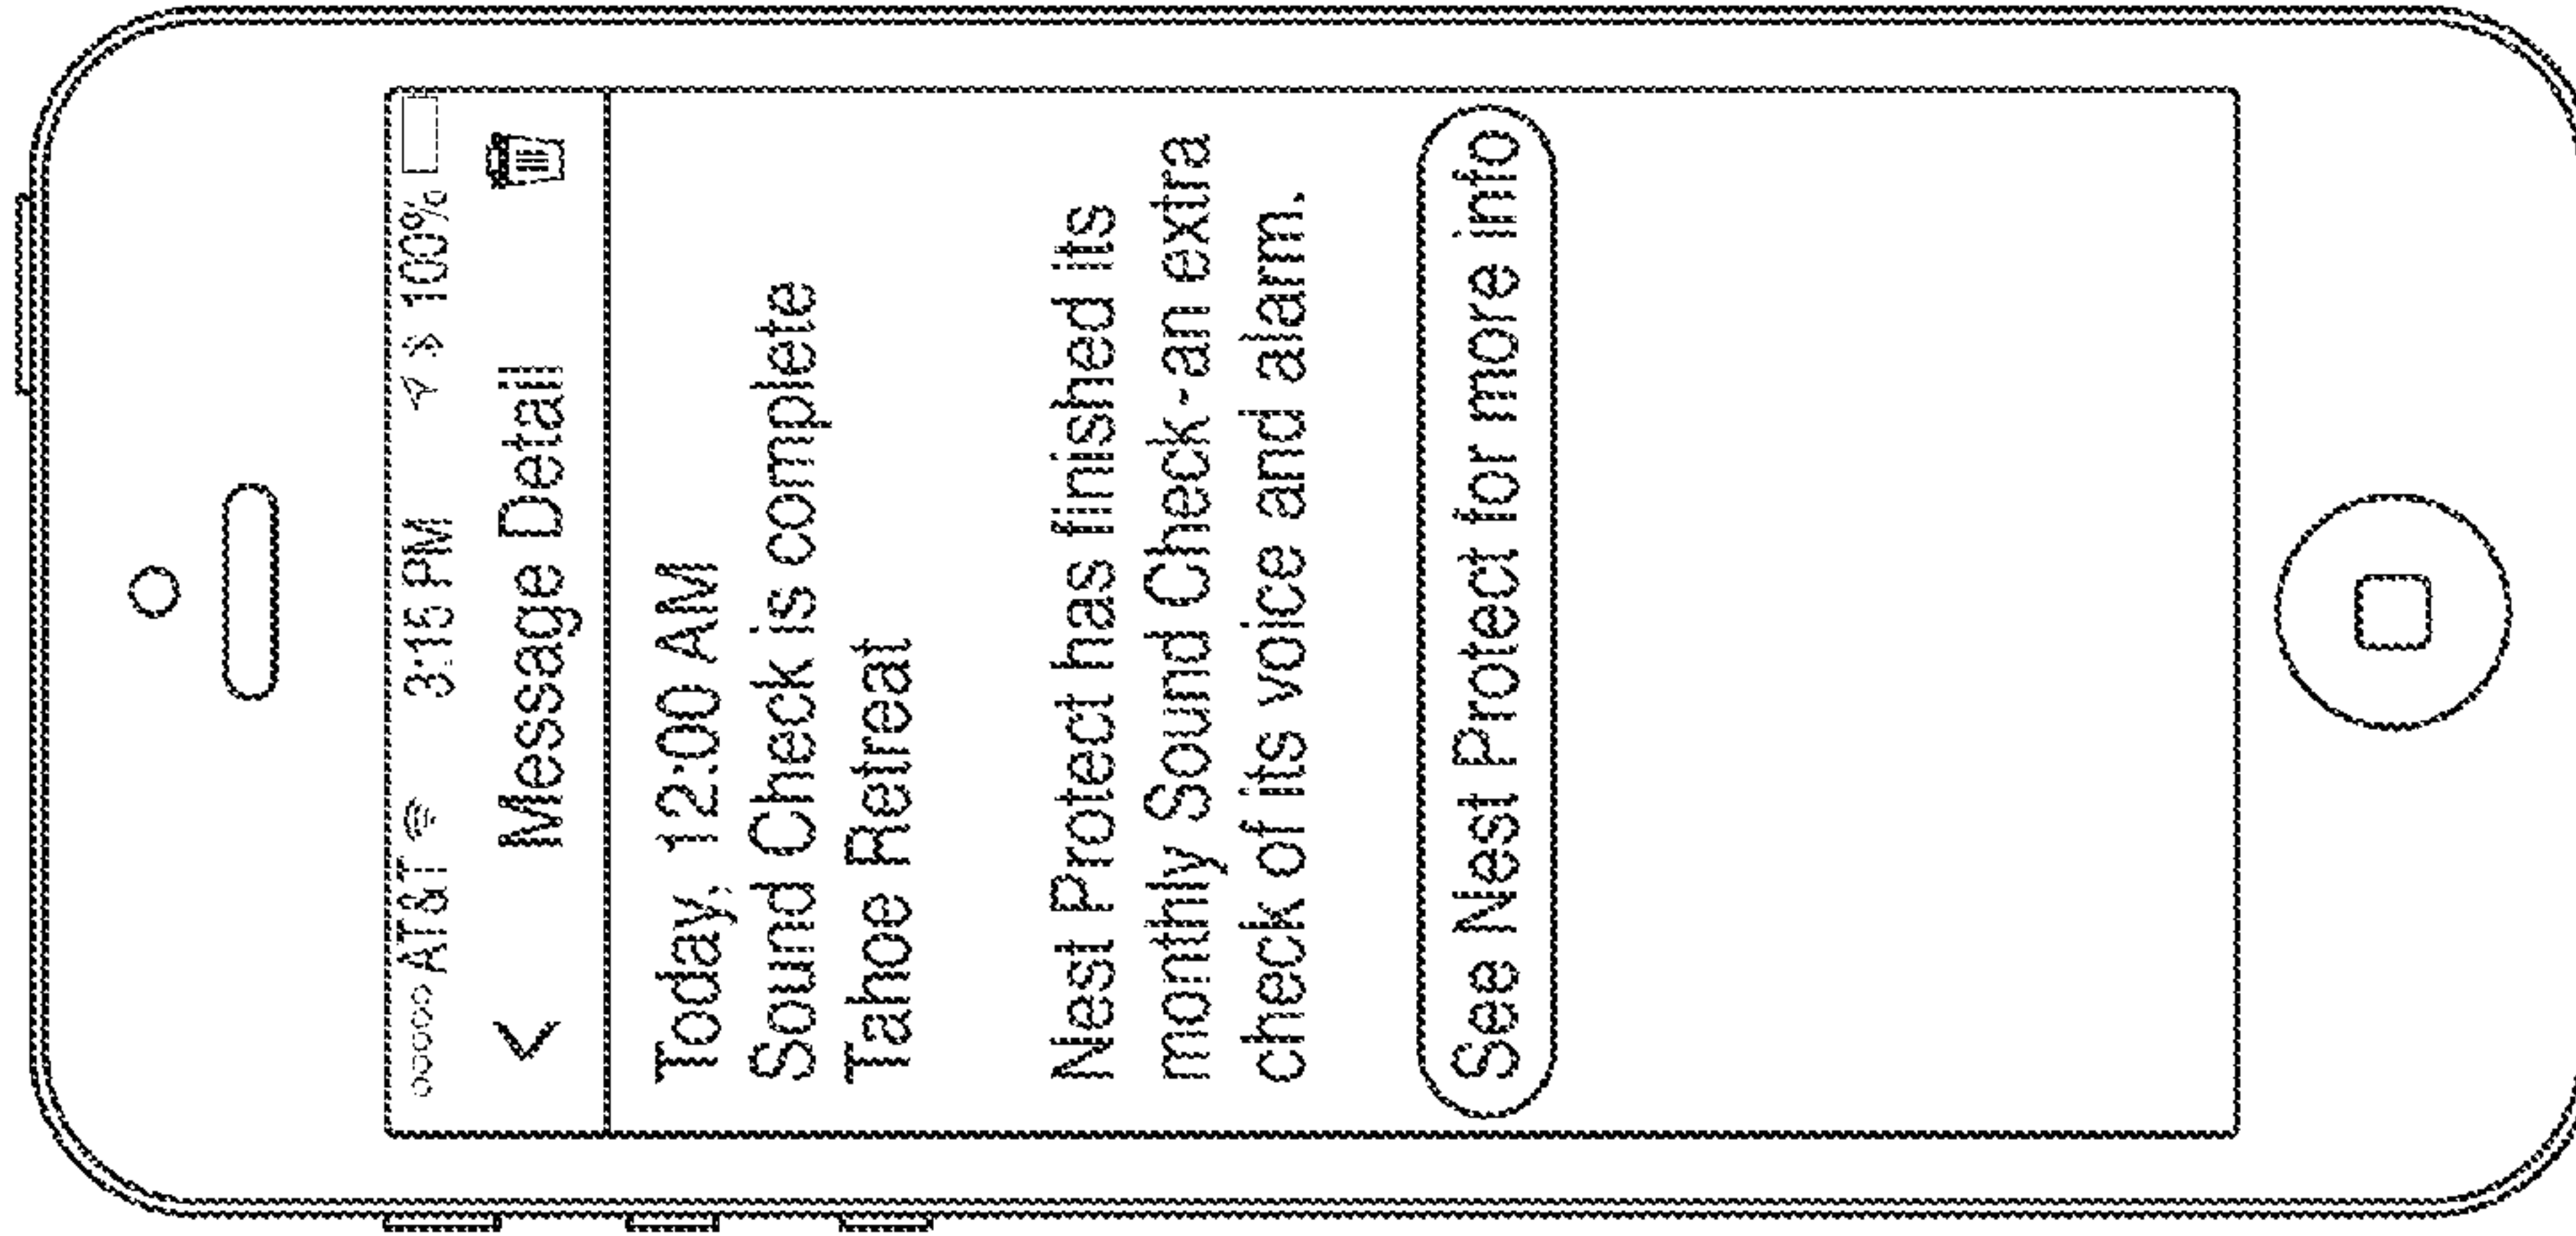 AT&T 3:15 PM 100%
Message Detail
Today, 12:00 AM
Sound Check is complete
Tahoe Retreat
Nest Protect has finished its
monthly Sound Check-an extra
check of its voice and alarm.
See Nest Protect for more info